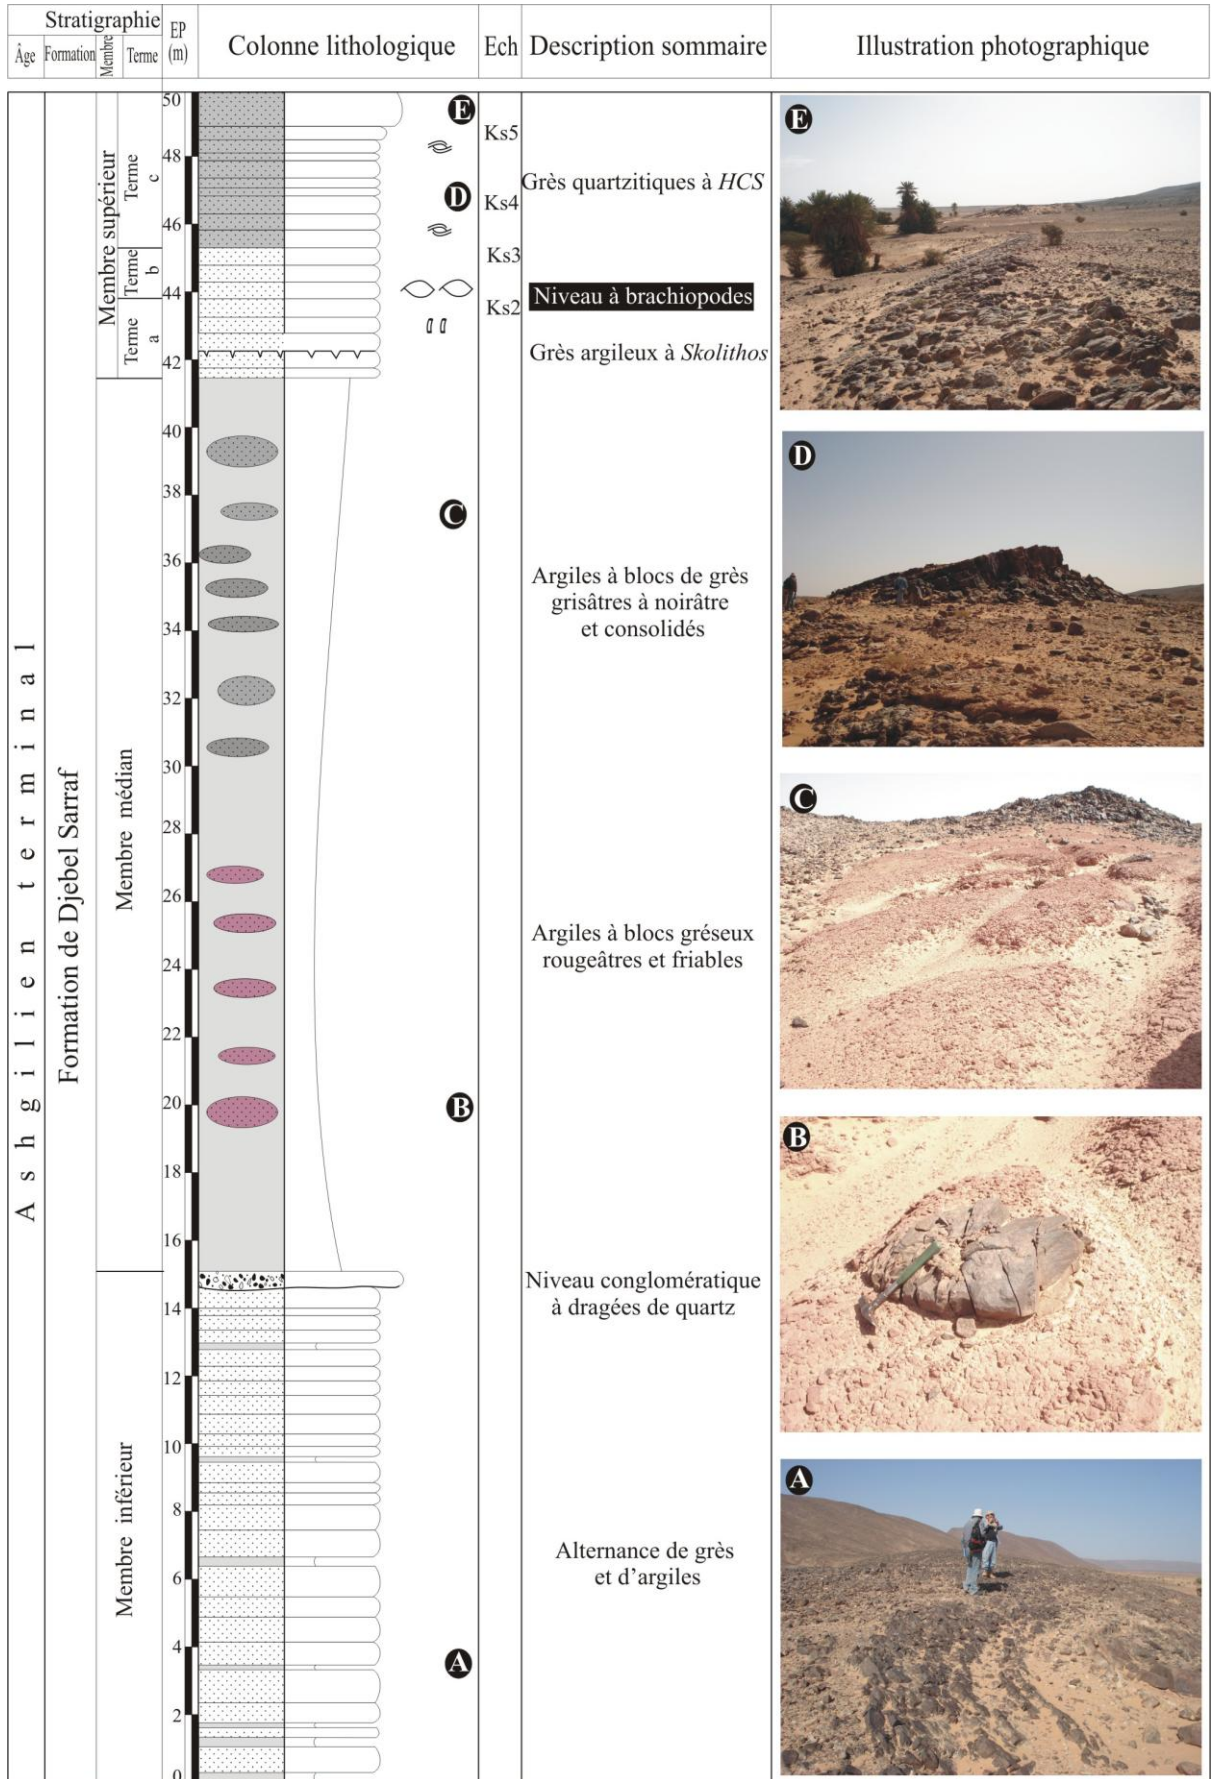 Stratigraphie
Âge
Formation
Membre
Terme
EP
(m)
Colonne lithologique
Ech
Description sommaire
Illustration photographique
Ashgilien terminal
Formation de Djebel Sarraf
Membre supérieur
Terme
c
Terme
b
Terme
a
Membre médian
Membre inférieur
50
48
46
44
42
40
38
36
34
32
30
28
26
24
22
20
18
16
14
12
10
8
6
4
2
0
E
D
C
B
A
Ks5
Ks4
Ks3
Ks2
Grès quartzitiques à HCS
Niveau à brachiopodes
Grès argileux à Skolithos
Argiles à blocs de grès
grisâtres à noirâtre
et consolidés
Argiles à blocs gréseux
rougeâtres et friables
Niveau conglomératique
à dragées de quartz
Alternance de grès
et d'argiles
E
D
C
B
A